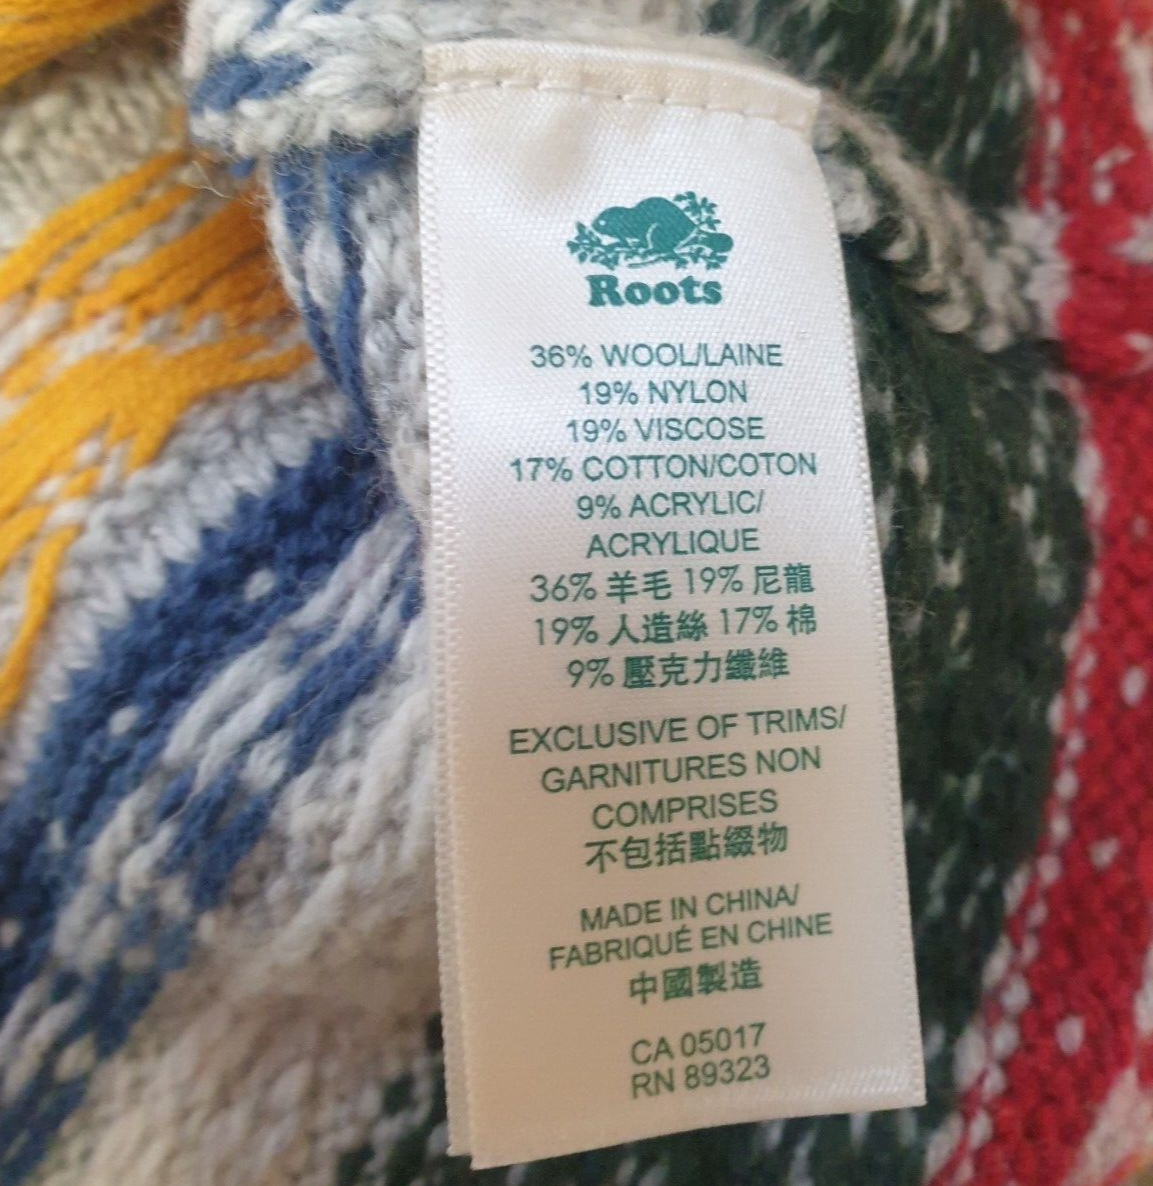 Roots
36% WOOL/LAINE
19% NYLON
19% VISCOSE
17% COTTON/COTON
9% ACRYLIC/
ACRYLIQUE
36% 羊毛 19% 尼龍
19% 人造絲 17% 棉
9% 壓克力纖維
EXCLUSIVE OF TRIMS/
GARNITURES NON
COMPRISES
不包括點綴物
MADE IN CHINA/
FABRIQUÉ EN CHINE
中國製造
CA 05017
RN 89323